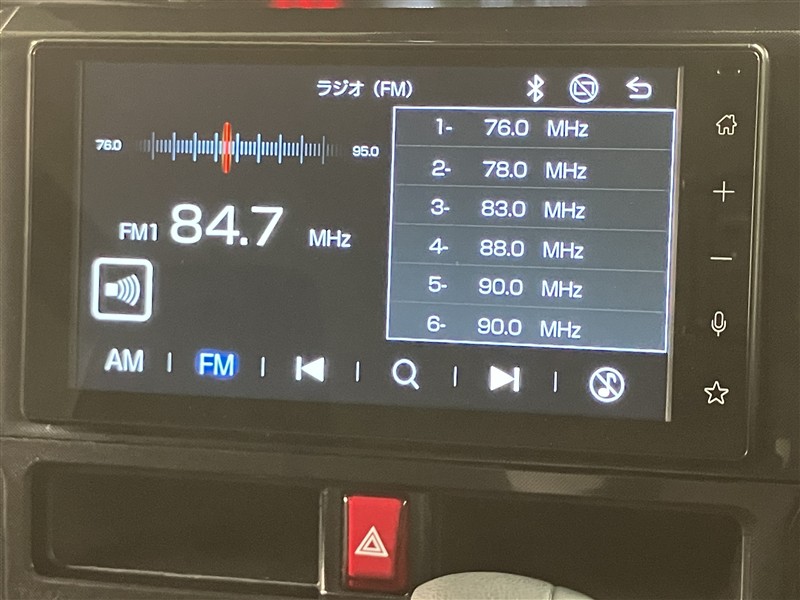 ラジオ（FM）
76.0
95.0
FM1 84.7 MHz
1- 76.0 MHz
2- 78.0 MHz
3- 83.0 MHz
4- 88.0 MHz
5- 90.0 MHz
6- 90.0 MHz
AM FM